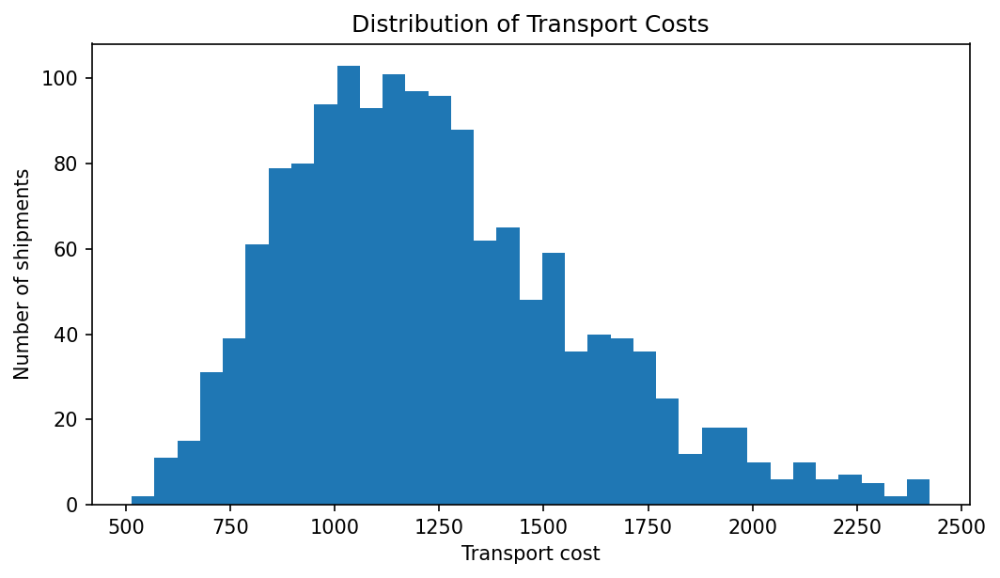 Distribution of Transport Costs
Number of shipments
100
80
60
40
20
0
500 750 1000 1250 1500 1750 2000 2250 2500
Transport cost